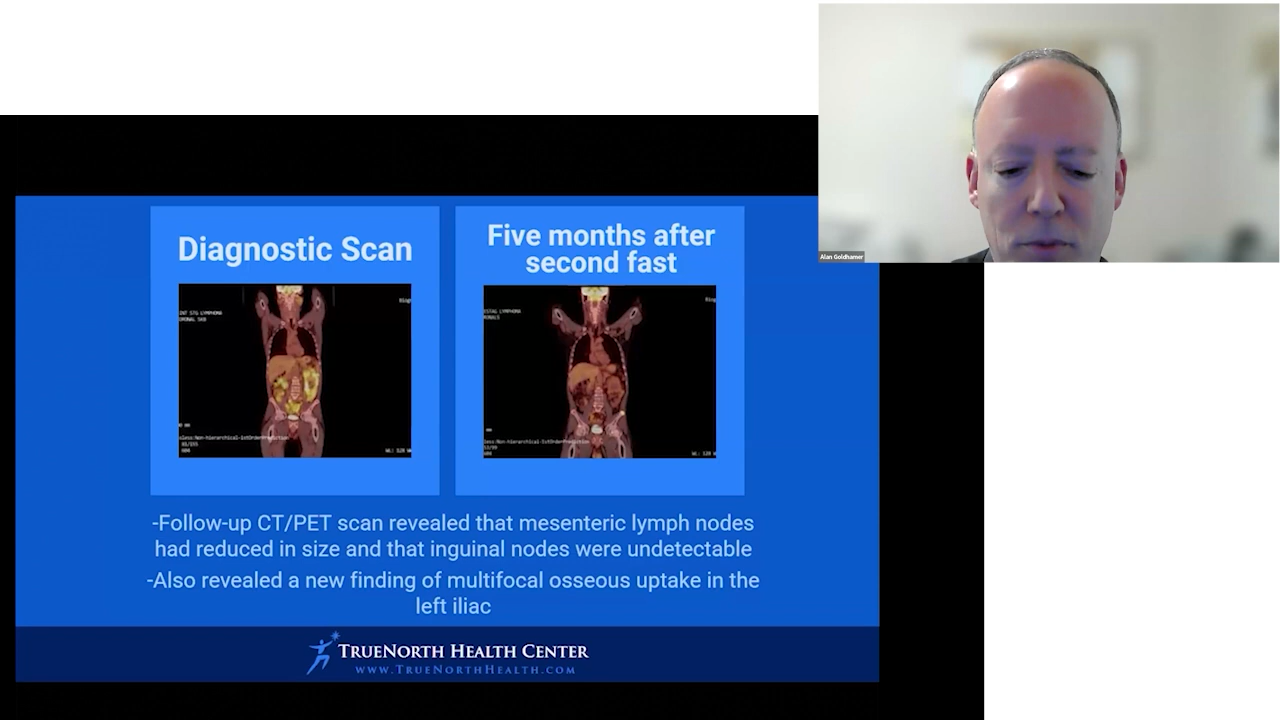 Alan Goldhamer
Diagnostic Scan
Five months after
second fast
-Follow-up CT/PET scan revealed that mesenteric lymph nodes
had reduced in size and that inguinal nodes were undetectable
-Also revealed a new finding of multifocal osseous uptake in the
left iliac
TRUENORTH HEALTH CENTER
WWW.TRUENORTHHEALTH.COM